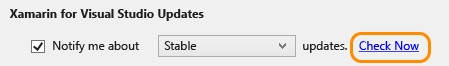 Xamarin for Visual Studio Updates
Notify me about Stable updates. Check Now